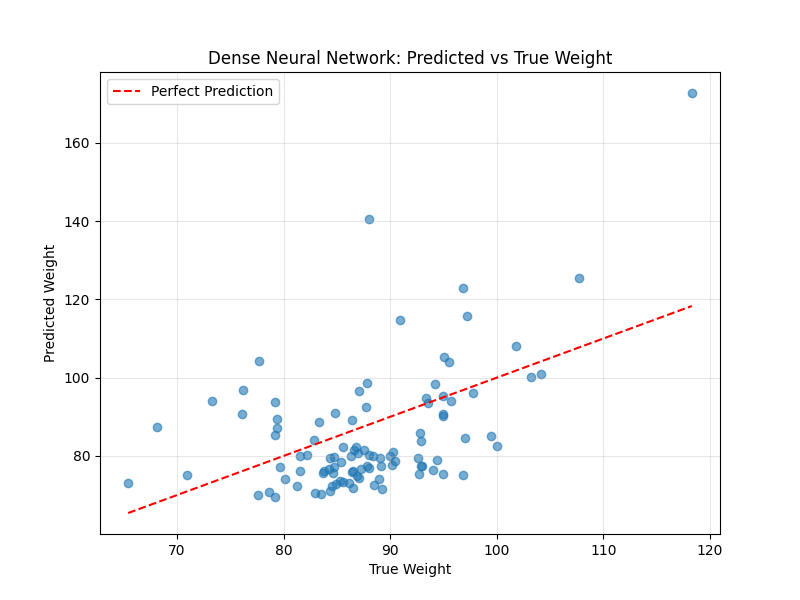 Dense Neural Network: Predicted vs True Weight
Perfect Prediction
Predicted Weight
160
140
120
100
80
70
80
90
100
110
120
True Weight